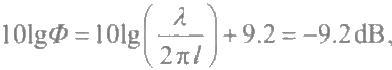 10lgΦ = 10lg(λ / 2πl) + 9.2 = −9.2 dB,